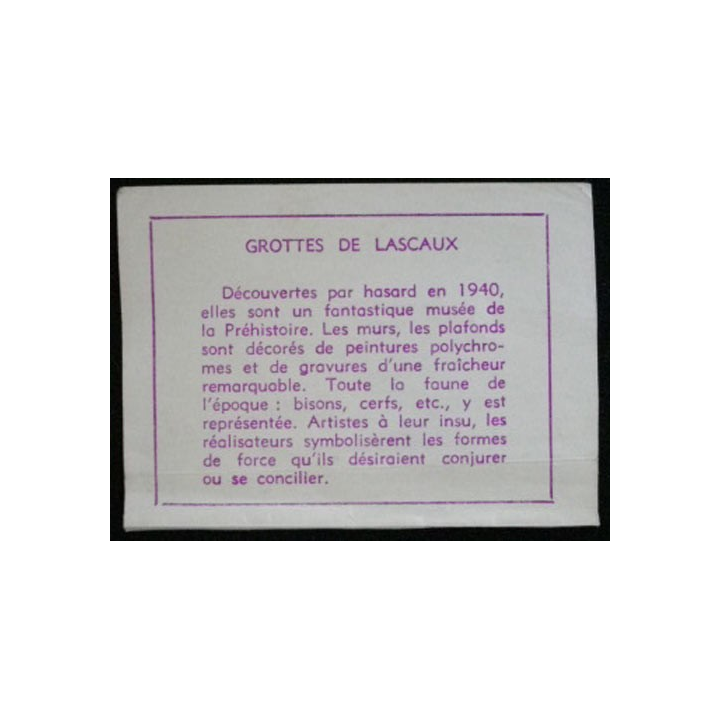 GROTTES DE LASCAUX
Découvertes par hasard en 1940,
elles sont un fantastique musée de
la Préhistoire. Les murs, les plafonds
sont décorés de peintures polychro-
mes et de gravures d'une fraîcheur
remarquable. Toute la faune de
l'époque : bisons, cerfs, etc., y est
représentée. Artistes à leur insu, les
réalisateurs symbolisèrent les formes
de force qu'ils désiraient conjurer
ou se concilier.